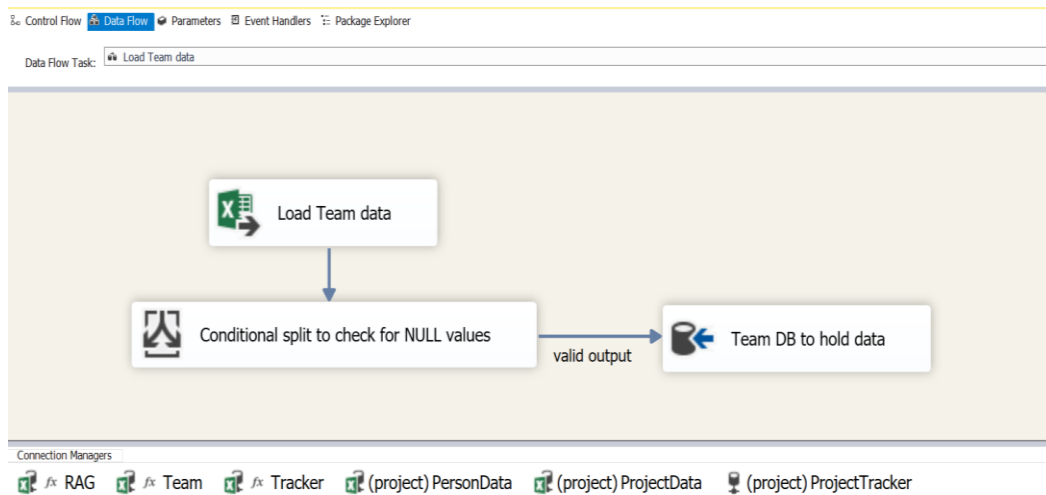 Control Flow Data Flow Parameters Event Handlers Package Explorer
Data Flow Task: Load Team data
Load Team data
Conditional split to check for NULL values
valid output
Team DB to hold data
Connection Managers
fx RAG fx Team fx Tracker (project) PersonData (project) ProjectData (project) ProjectTracker